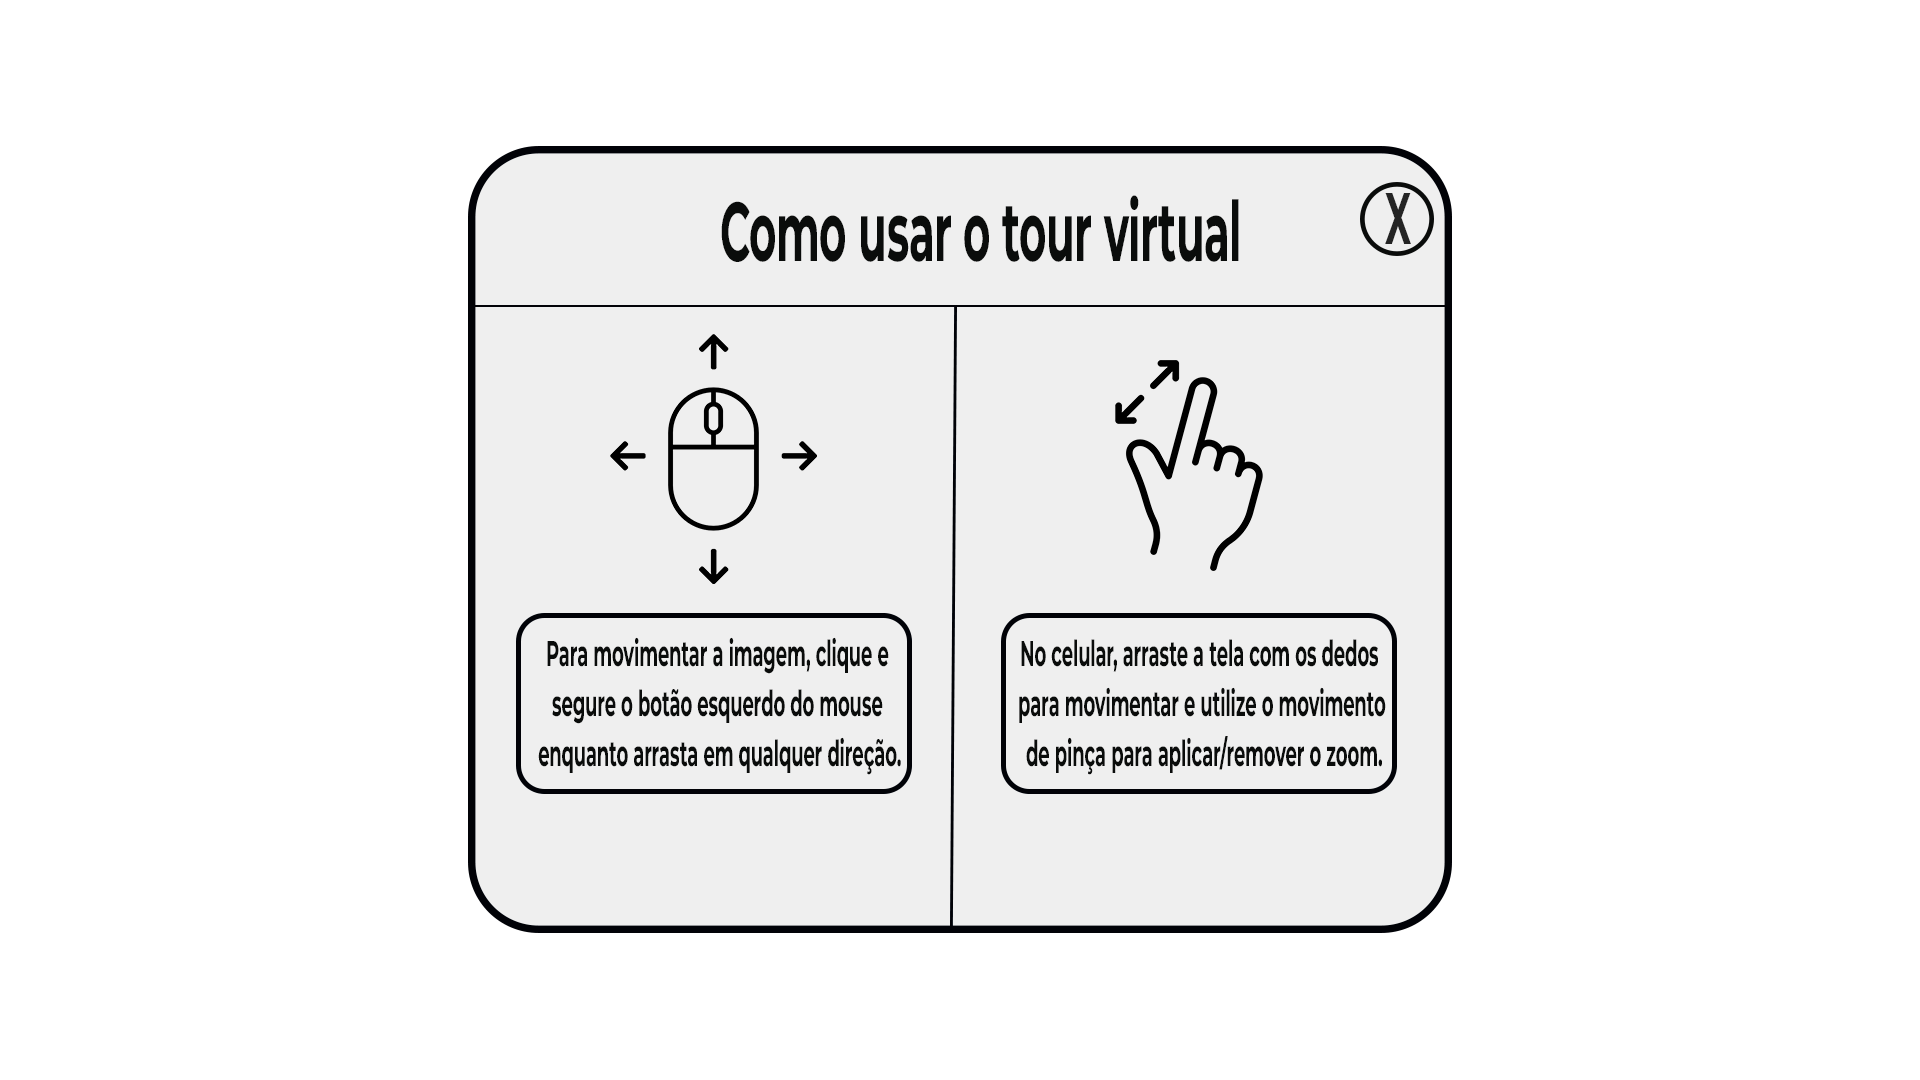 Como usar o tour virtual
X
Para movimentar a imagem, clique e
segure o botão esquerdo do mouse
enquanto arrasta em qualquer direção.
No celular, arraste a tela com os dedos
para movimentar e utilize o movimento
de pinça para aplicar/remover o zoom.